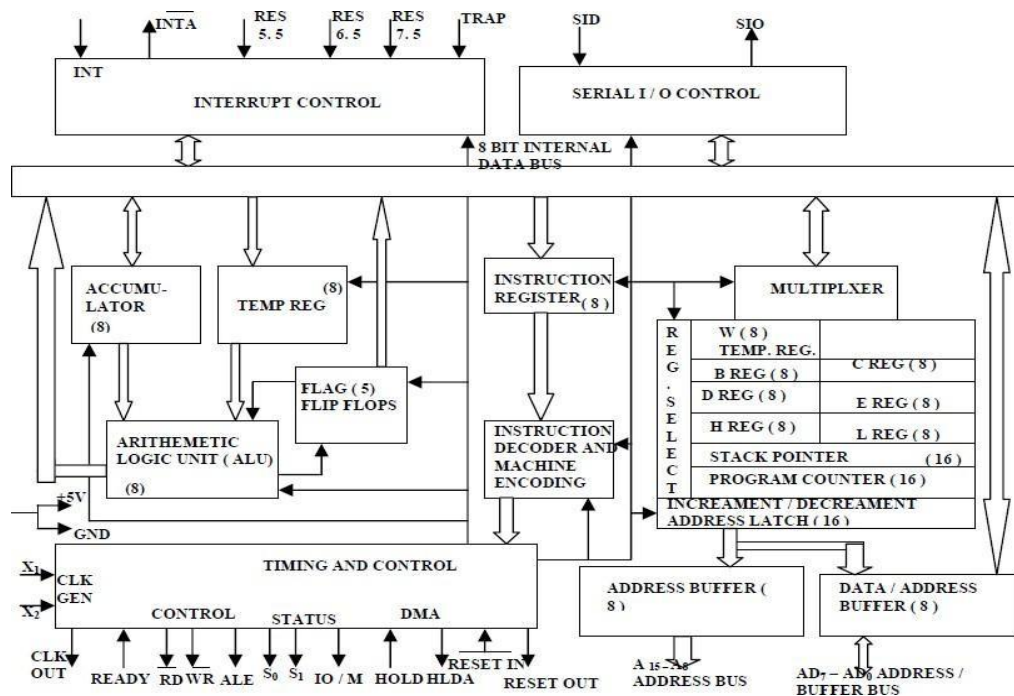 INTA
RES
5. 5
RES
6. 5
RES
7. 5
TRAP
SID
SIO
INT
INTERRUPT CONTROL
SERIAL I / O CONTROL
8 BIT INTERNAL
DATA BUS
ACCUMU-
LATOR
(8)
TEMP REG
(8)
INSTRUCTION
REGISTER
( 8 )
MULTIPLXER
R
E
G
.
S
E
L
E
C
T
W ( 8 )
TEMP. REG.
B REG ( 8 )
C REG ( 8 )
D REG ( 8 )
E REG ( 8 )
H REG ( 8 )
L REG ( 8 )
STACK POINTER
( 16 )
PROGRAM COUNTER ( 16 )
INCREAMENT / DECREAMENT
ADDRESS LATCH ( 16 )
FLAG ( 5 )
FLIP FLOPS
ARITHEMETIC
LOGIC UNIT ( ALU )
(8)
INSTRUCTION
DECODER AND
MACHINE
ENCODING
+5V
GND
TIMING AND CONTROL
X1
X2
CLK
GEN
CONTROL
STATUS
DMA
ADDRESS BUFFER (
8 )
DATA / ADDRESS
BUFFER ( 8 )
CLK
OUT
READY
RD
WR
ALE
S0
S1
IO / M
HOLD
HLDA
RESET IN
RESET OUT
A 15 – A8
ADDRESS BUS
AD7 – AD0 ADDRESS /
BUFFER BUS